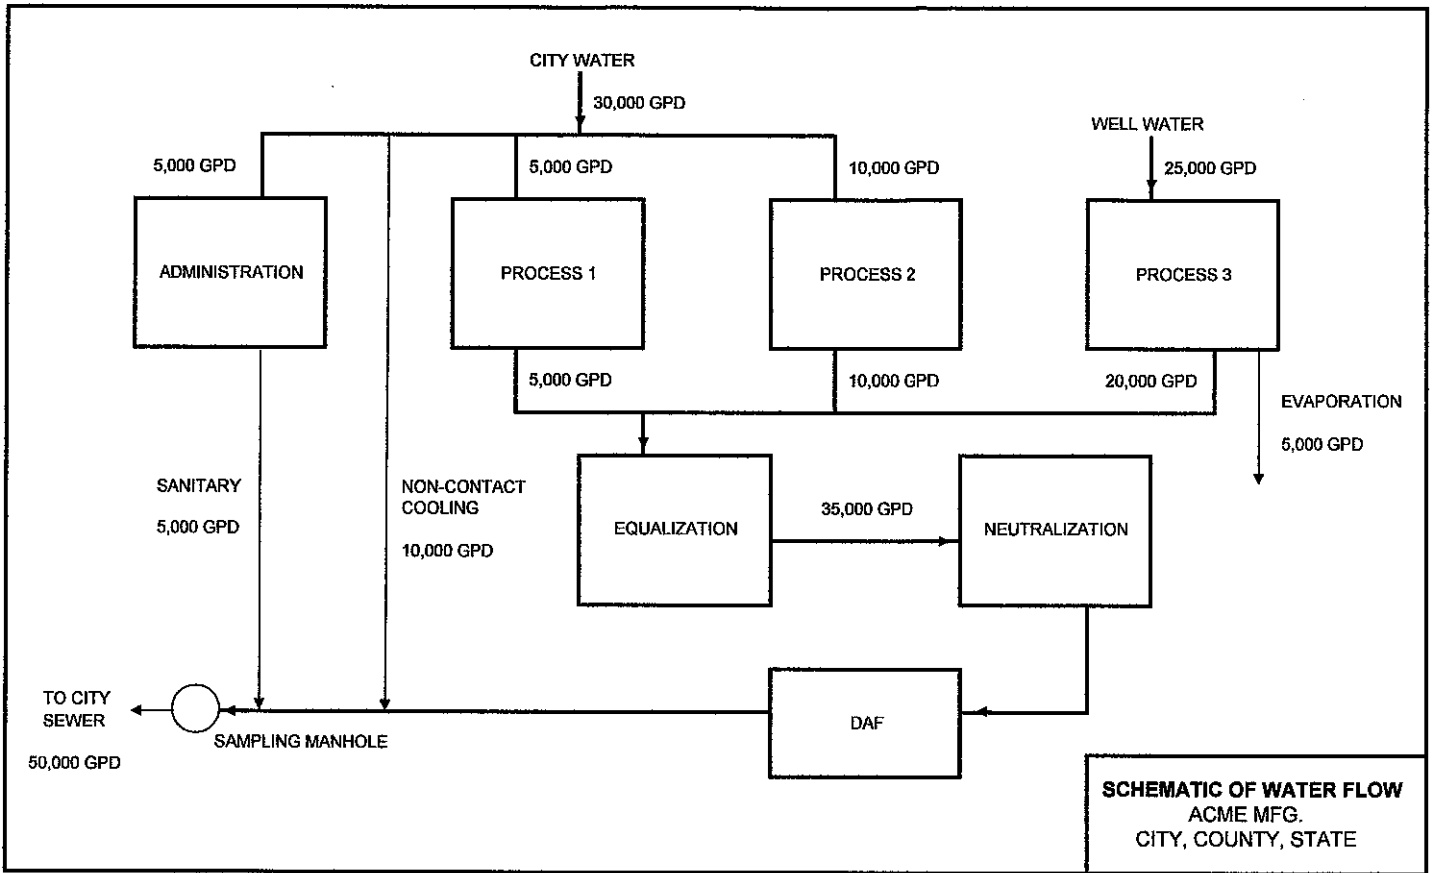 CITY WATER
30,000 GPD
WELL WATER
5,000 GPD
5,000 GPD
10,000 GPD
25,000 GPD
ADMINISTRATION
PROCESS 1
PROCESS 2
PROCESS 3
5,000 GPD
10,000 GPD
20,000 GPD
EVAPORATION
5,000 GPD
SANITARY
5,000 GPD
NON-CONTACT
COOLING
10,000 GPD
EQUALIZATION
35,000 GPD
NEUTRALIZATION
TO CITY
SEWER
50,000 GPD
SAMPLING MANHOLE
DAF
SCHEMATIC OF WATER FLOW
ACME MFG.
CITY, COUNTY, STATE